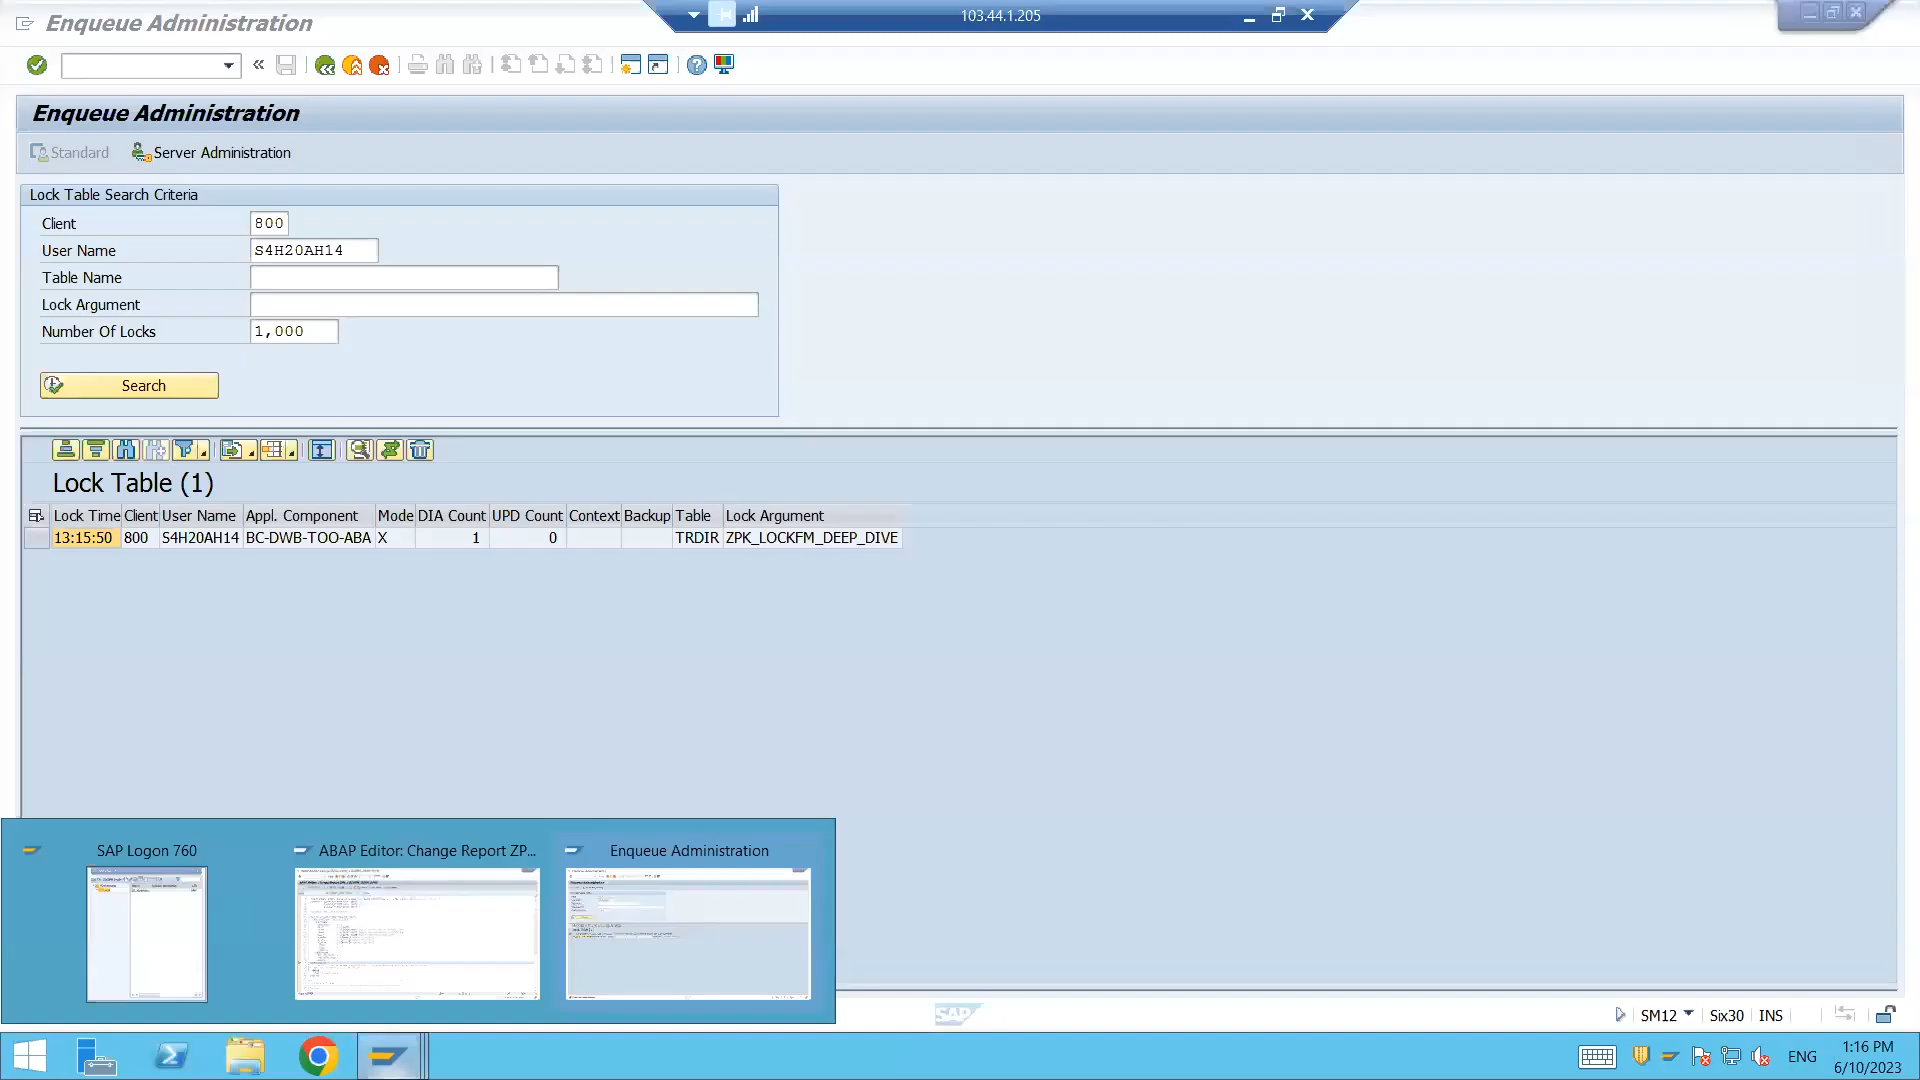 Enqueue Administration
103.44.1.205
Enqueue Administration
Standard
Server Administration
Lock Table Search Criteria
Client 800
User Name S4H20AH14
Table Name
Lock Argument
Number Of Locks 1,000
Search
Lock Table (1)
Lock Time Client User Name Appl. Component Mode DIA Count UPD Count Context Backup Table Lock Argument
13:15:50 800 S4H20AH14 BC-DWB-TOO-ABA X 1 0 TRDIR ZPK_LOCKFM_DEEP_DIVE
SAP Logon 760
ABAP Editor: Change Report ZP...
Enqueue Administration
SAP
SM12
Six30
INS
ENG
1:16 PM
6/10/2023